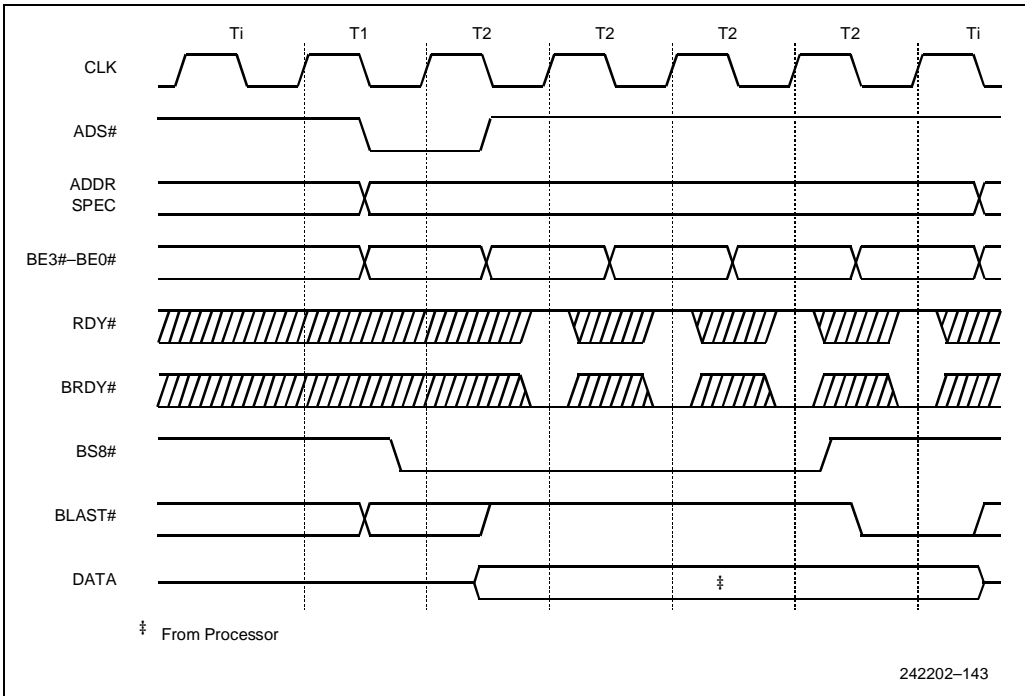 Ti T1 T2 T2 T2 T2 Ti
CLK
ADS#
ADDR
SPEC
BE3#–BE0#
RDY#
BRDY#
BS8#
BLAST#
DATA
‡
‡ From Processor
242202–143